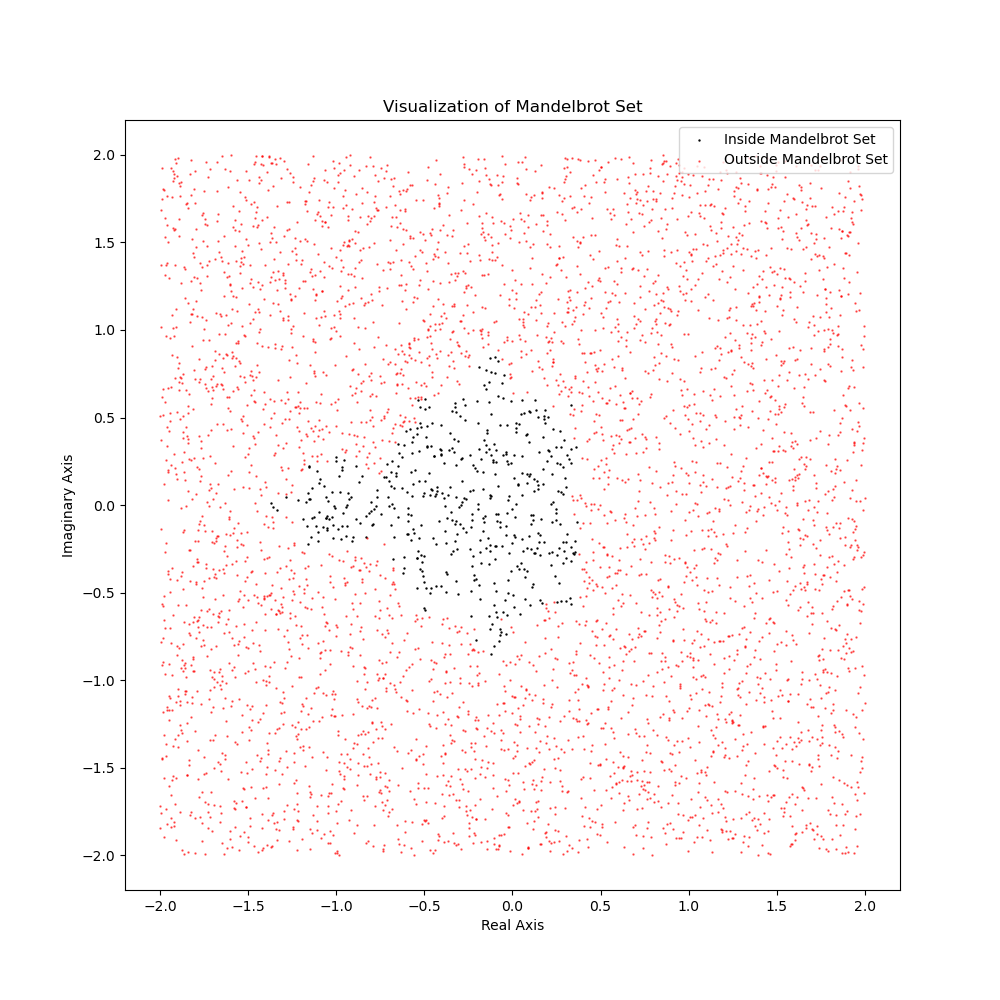 Visualization of Mandelbrot Set
Inside Mandelbrot Set
Outside Mandelbrot Set
2.0
1.5
1.0
0.5
0.0
−0.5
−1.0
−1.5
−2.0
Imaginary Axis
−2.0 −1.5 −1.0 −0.5 0.0 0.5 1.0 1.5 2.0
Real Axis